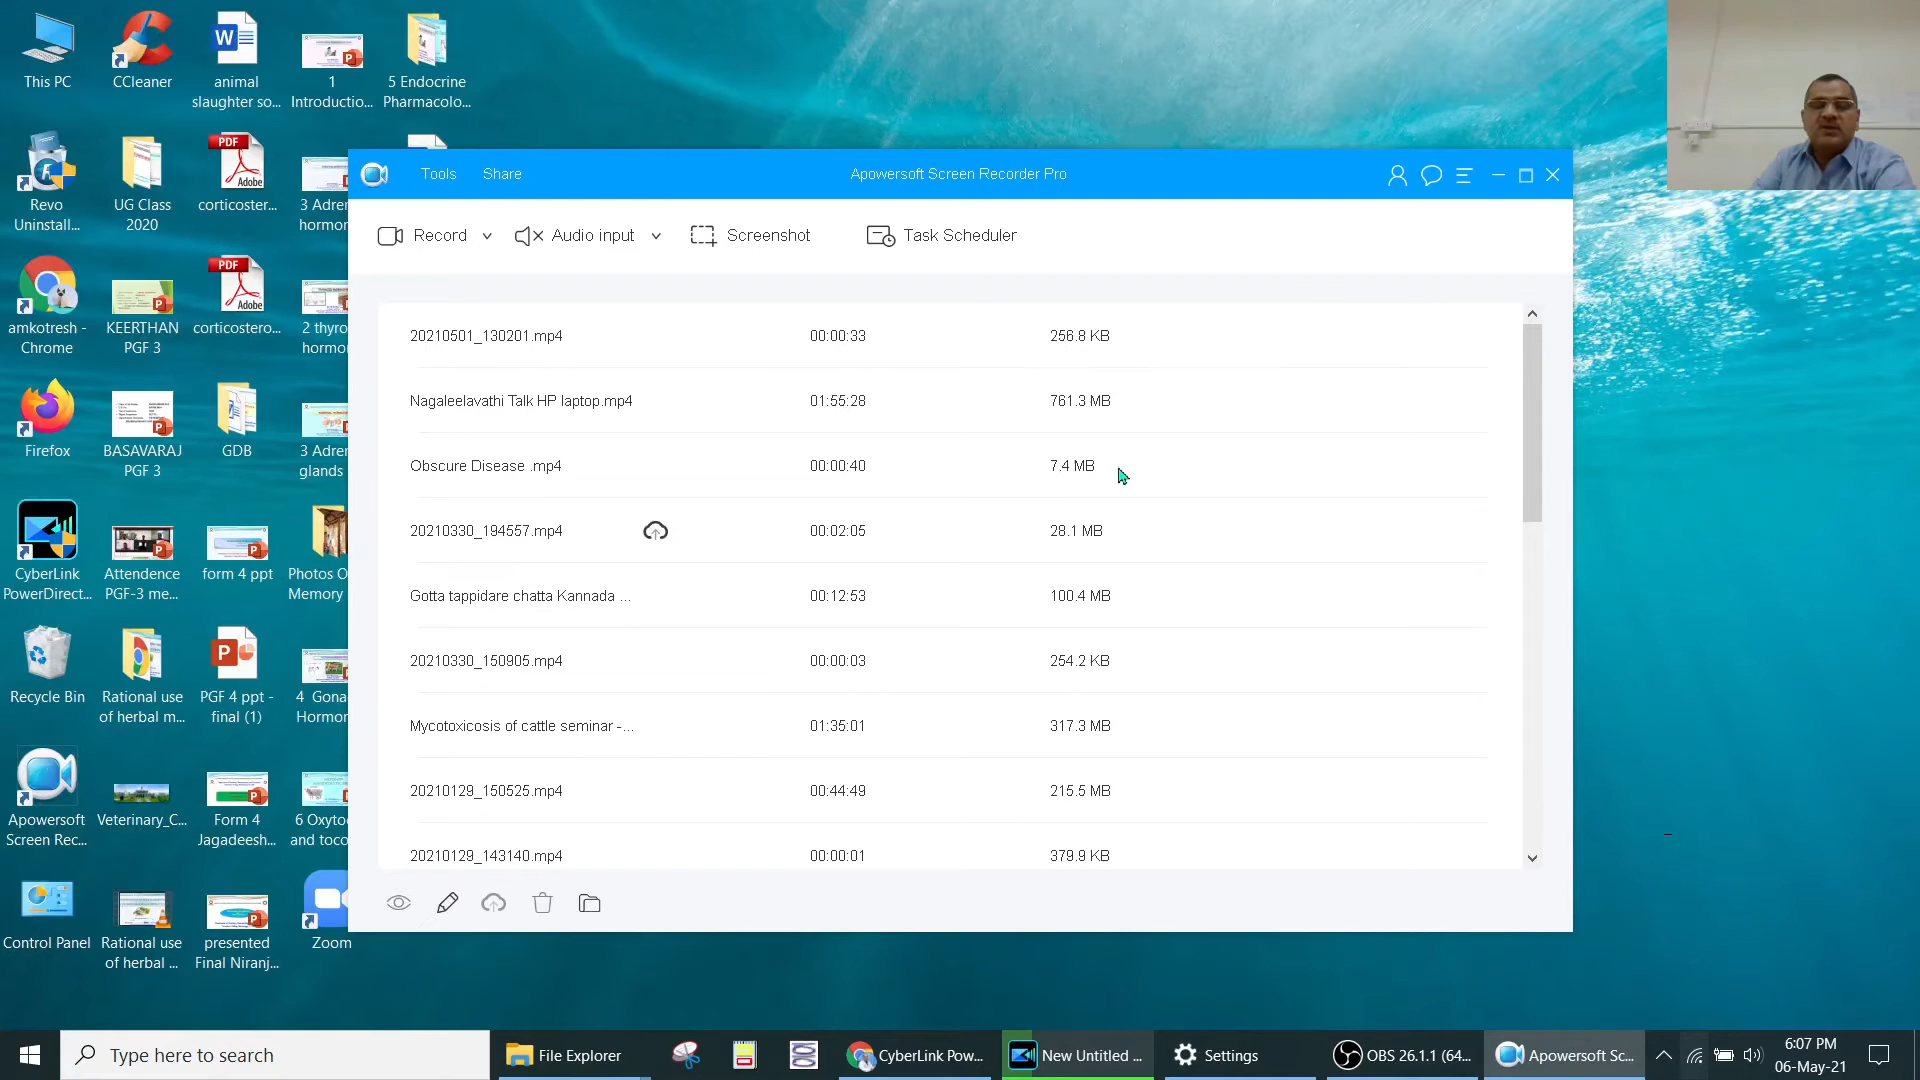 This PC
CCleaner
animal
slaughter so...
1
Introductio...
5 Endocrine
Pharmacolo...
Revo
Uninstall...
UG Class
2020
PDF
Adobe
corticoster...
3 Adren
hormon
amkotresh -
Chrome
KEERTHAN
PGF 3
PDF
Adobe
corticostero...
2 thyro
hormon
Firefox
BASAVARAJ
PGF 3
GDB
3 Adren
glands
CyberLink
PowerDirect...
Attendence
PGF-3 me...
form 4 ppt
Photos O
Memory
Recycle Bin
Rational use
of herbal m...
PGF 4 ppt -
final (1)
4 Gona
Hormon
Apowersoft
Screen Rec...
Veterinary_C...
Form 4
Jagadeesh...
6 Oxyto
and toco
Control Panel
Rational use
of herbal ...
presented
Final Niranj...
Zoom
Tools Share Apowersoft Screen Recorder Pro
Record Audio input Screenshot Task Scheduler
20210501_130201.mp4 00:00:33 256.8 KB
Nagaleelavathi Talk HP laptop.mp4 01:55:28 761.3 MB
Obscure Disease .mp4 00:00:40 7.4 MB
20210330_194557.mp4 00:02:05 28.1 MB
Gotta tappidare chatta Kannada ... 00:12:53 100.4 MB
20210330_150905.mp4 00:00:03 254.2 KB
Mycotoxicosis of cattle seminar -... 01:35:01 317.3 MB
20210129_150525.mp4 00:44:49 215.5 MB
20210129_143140.mp4 00:00:01 379.9 KB
Type here to search
File Explorer
CyberLink Pow...
New Untitled ...
Settings
OBS 26.1.1 (64...
Apowersoft Sc...
6:07 PM
06-May-21